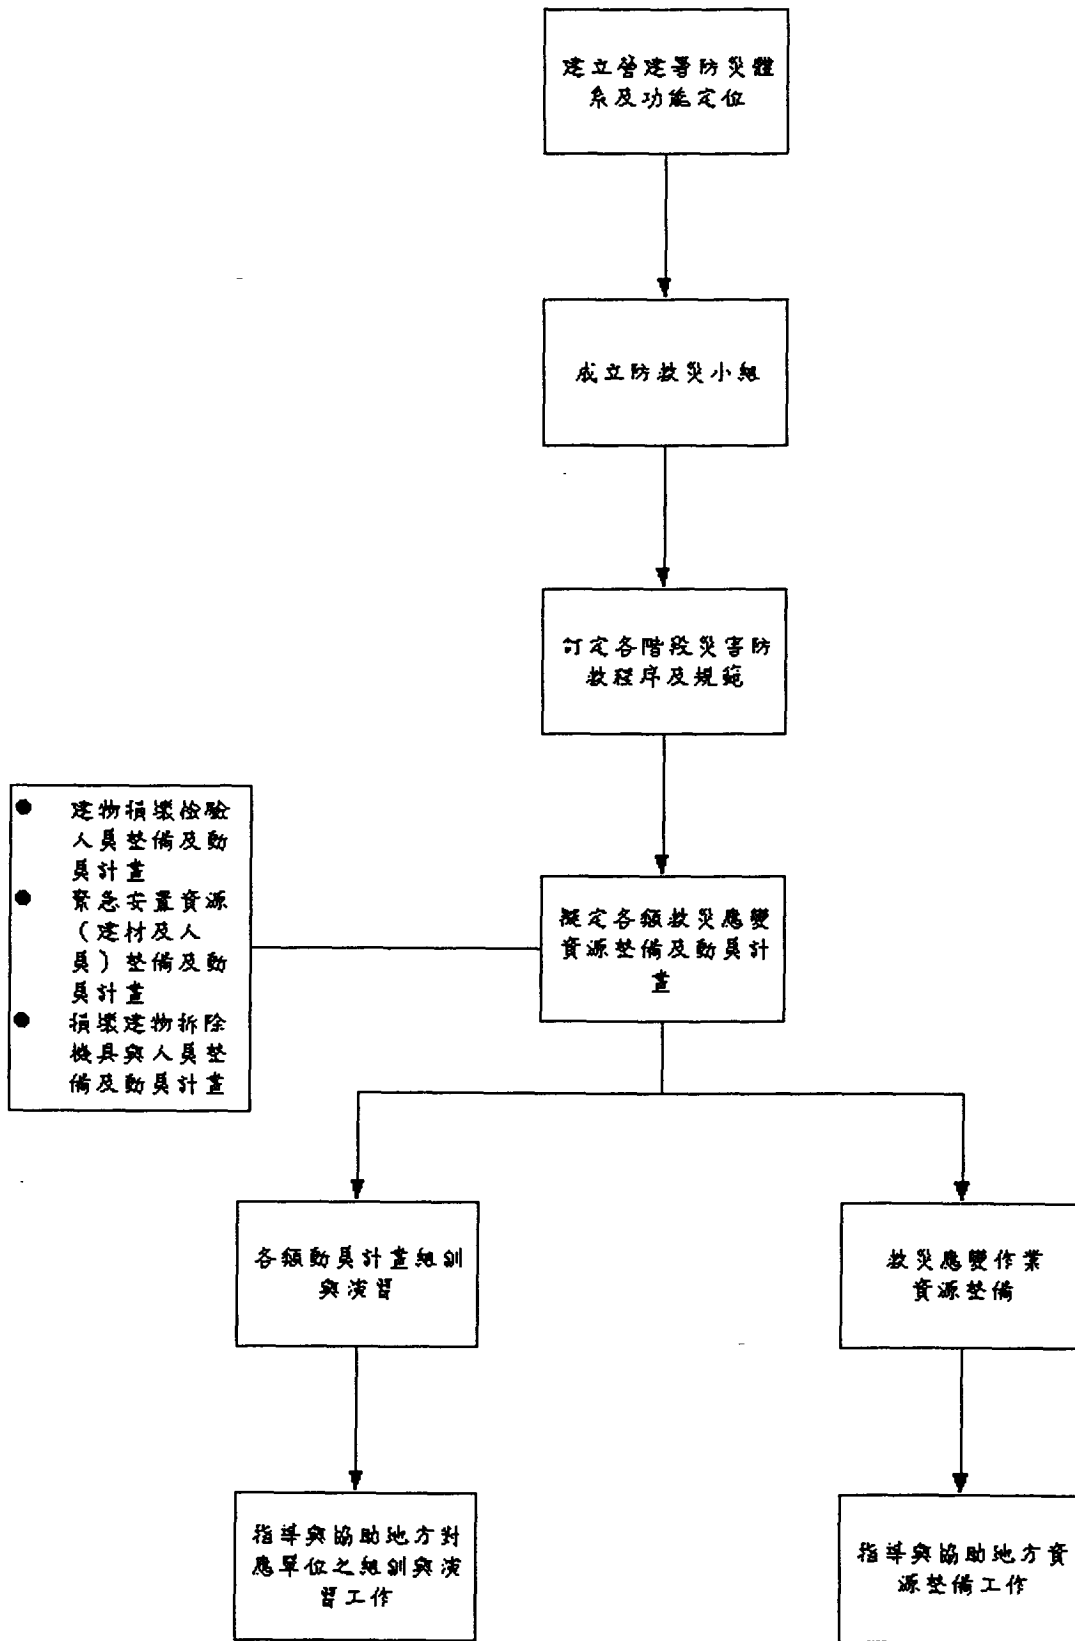 建立營建署防災體
系及功能定位
成立防救災小組
訂定各階段災害防
救程序及規範
● 建物損壞檢驗
人員整備及動
員計畫
● 緊急安置資源
（建材及人
員）整備及動
員計畫
● 損壞建物拆除
機具與人員整
備及動員計畫
擬定各類救災應變
資源整備及動員計
畫
各類動員計畫組訓
與演習
救災應變作業
資源整備
指導與協助地方對
應單位之組訓與演
習工作
指導與協助地方資
源整備工作